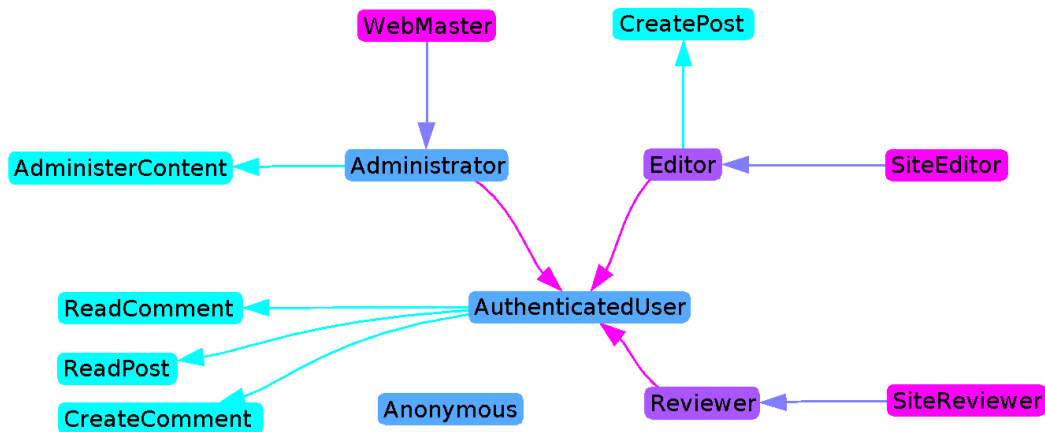 WebMaster
CreatePost
AdministerContent
Administrator
Editor
SiteEditor
ReadComment
AuthenticatedUser
ReadPost
CreateComment
Anonymous
Reviewer
SiteReviewer